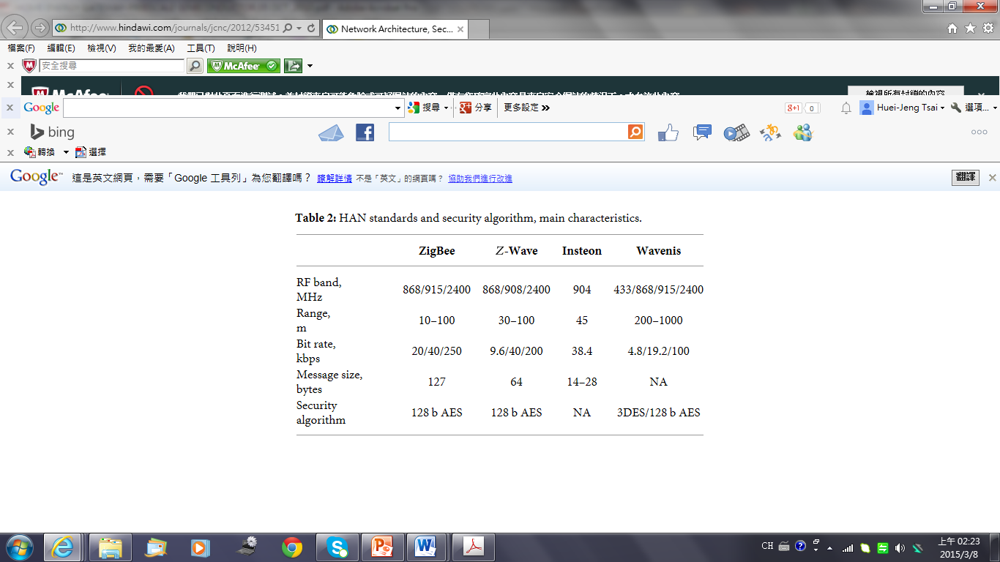 http://www.hindawi.com/journals/jcnc/2012/53451
Network Architecture, Sec...
檔案(F) 編輯(E) 檢視(V) 我的最愛(A) 工具(T) 說明(H)
安全搜尋 McAfee
McAfee
檢視所有封鎖的內容
Google 搜尋 分享 更多設定 g+1 0 Huei-Jeng Tsai 選項...
bing
轉換 選擇
Google 這是英文網頁，需要「Google 工具列」為您翻譯嗎？ 瞭解詳情 不是「英文」的網頁嗎？ 協助我們進行改進 翻譯
Table 2: HAN standards and security algorithm, main characteristics.
ZigBee Z-Wave Insteon Wavenis
RF band,
MHz 868/915/2400 868/908/2400 904 433/868/915/2400
Range,
m 10–100 30–100 45 200–1000
Bit rate,
kbps 20/40/250 9.6/40/200 38.4 4.8/19.2/100
Message size,
bytes 127 64 14–28 NA
Security
algorithm 128 b AES 128 b AES NA 3DES/128 b AES
CH 上午 02:23
2015/3/8